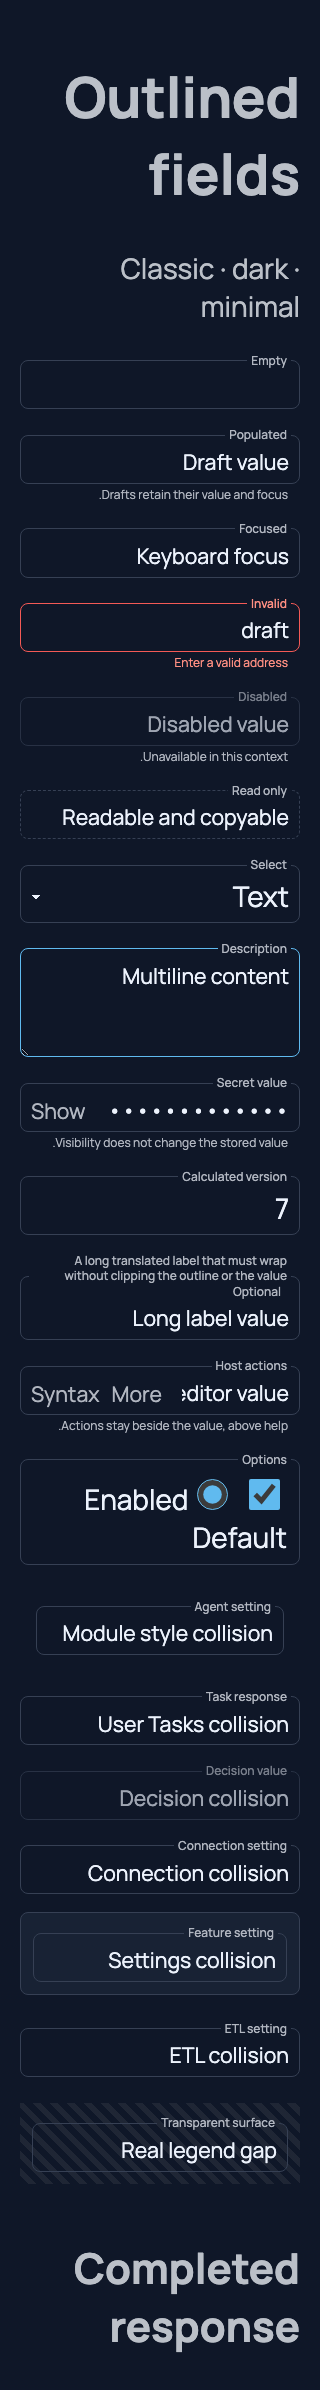 Outlined
fields
Classic · dark ·
minimal
Empty
Populated
Draft value
.Drafts retain their value and focus
Focused
Keyboard focus
Invalid
draft
Enter a valid address
Disabled
Disabled value
.Unavailable in this context
Read only
Readable and copyable
Select
Text
Description
Multiline content
Secret value
Show
.Visibility does not change the stored value
Calculated version
7
A long translated label that must wrap
without clipping the outline or the value
Optional
Long label value
Host actions
Syntax More editor value
.Actions stay beside the value, above help
Options
Enabled
Default
Agent setting
Module style collision
Task response
User Tasks collision
Decision value
Decision collision
Connection setting
Connection collision
Feature setting
Settings collision
ETL setting
ETL collision
Transparent surface
Real legend gap
Completed
response